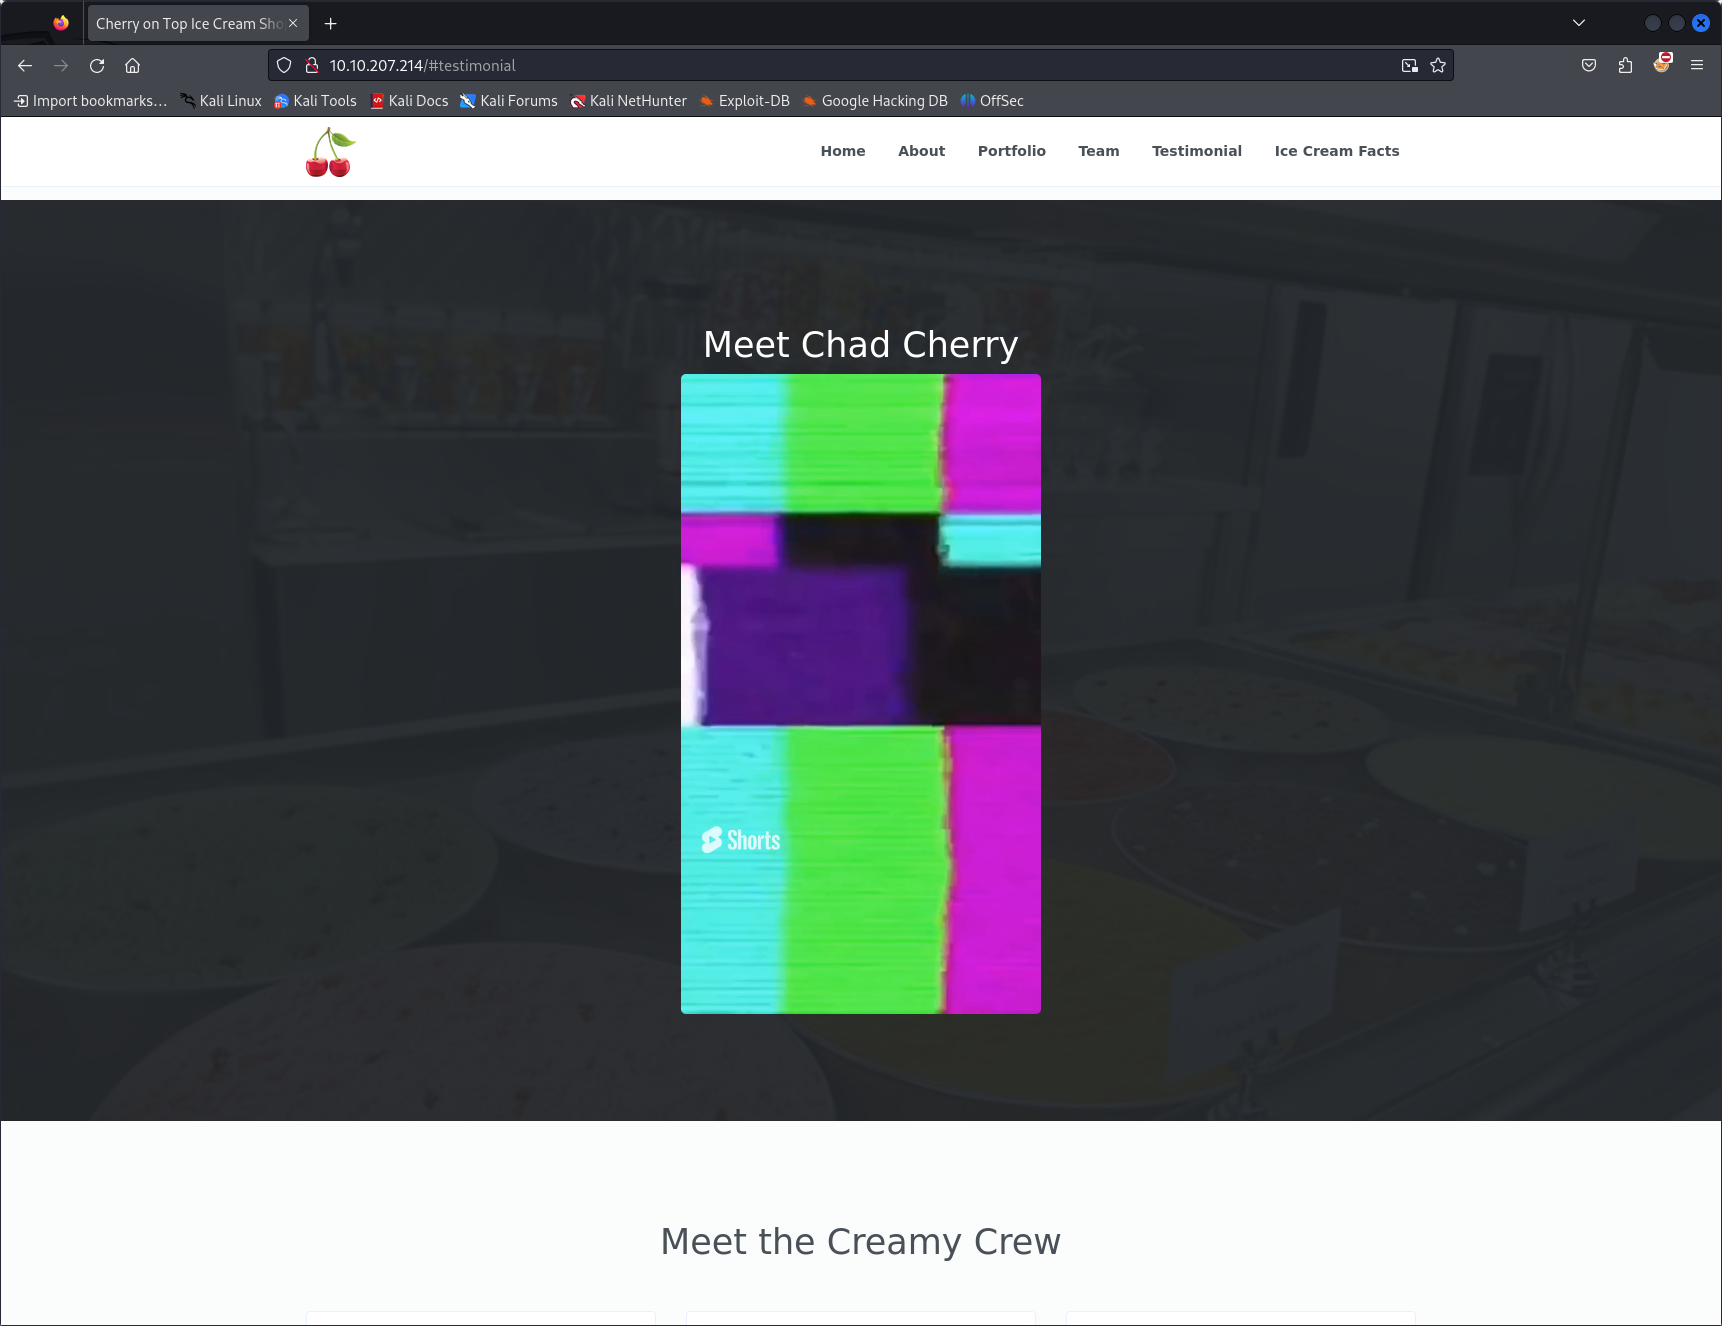 Cherry on Top Ice Cream Sho
10.10.207.214/#testimonial
Import bookmarks... Kali Linux Kali Tools Kali Docs Kali Forums Kali NetHunter Exploit-DB Google Hacking DB OffSec
Home About Portfolio Team Testimonial Ice Cream Facts
Meet Chad Cherry
Shorts
Meet the Creamy Crew